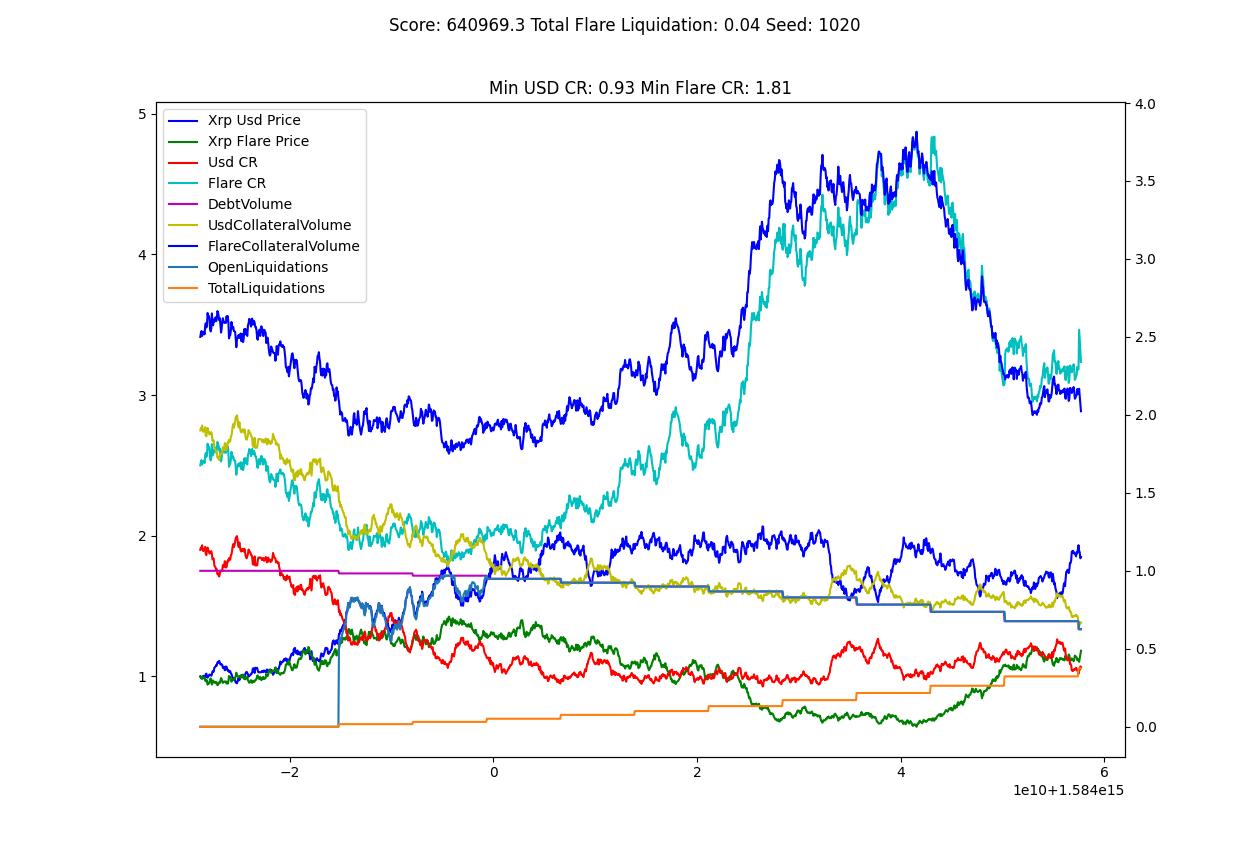 Score: 640969.3 Total Flare Liquidation: 0.04 Seed: 1020
Min USD CR: 0.93 Min Flare CR: 1.81
Xrp Usd Price
Xrp Flare Price
Usd CR
Flare CR
DebtVolume
UsdCollateralVolume
FlareCollateralVolume
OpenLiquidations
TotalLiquidations
5
4
3
2
1
4.0
3.5
3.0
2.5
2.0
1.5
1.0
0.5
0.0
−2
0
2
4
6
1e10+1.584e15